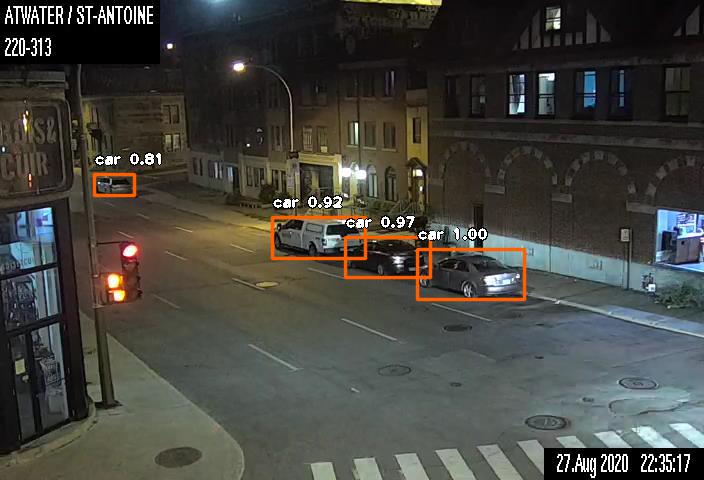 ATWATER / ST-ANTOINE
220-313
CUIR
car 0.81
car 0.92
car 0.97
car 1.00
27.Aug 2020 22:35:17